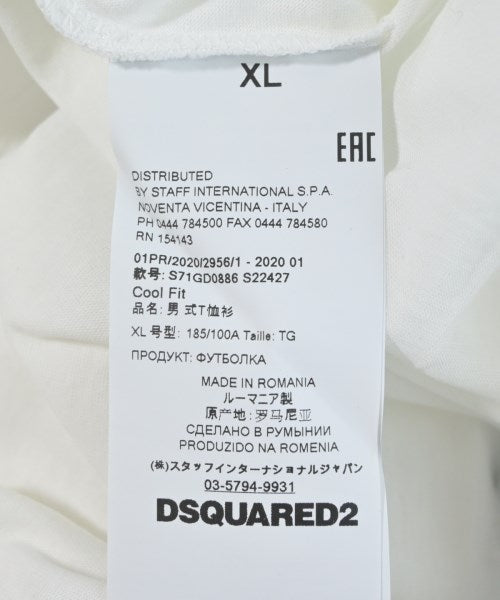 XL
EAC
DISTRIBUTED
BY STAFF INTERNATIONAL S.P.A.
NOVENTA VICENTINA - ITALY
PH 0444 784500 FAX 0444 784580
RN 154143
01PR/2020/2956/1 - 2020 01
款号: S71GD0886 S22427
Cool Fit
品名: 男 式T恤衫
XL 号型: 185/100A Taille: TG
ПРОДУКТ: ФУТБОЛКА
MADE IN ROMANIA
ルーマニア製
原产地: 罗马尼亚
СДЕЛАНО В РУМЫНИИ
PRODUZIDO NA ROMENIA
(株)スタッフインターナショナルジャパン
03-5794-9931
DSQUARED2